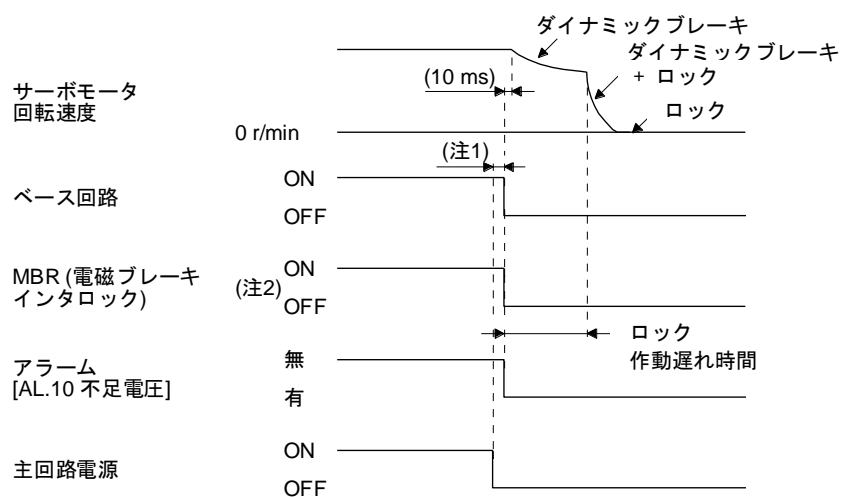 ダイナミックブレーキ
ダイナミックブレーキ
+ ロック
(10 ms)
サーボモータ
回転速度
ロック
0 r/min
(注1)
ベース回路
ON
OFF
MBR (電磁ブレーキ
インタロック)
(注2)
ON
OFF
ロック
作動遅れ時間
アラーム
[AL.10 不足電圧]
無
有
主回路電源
ON
OFF